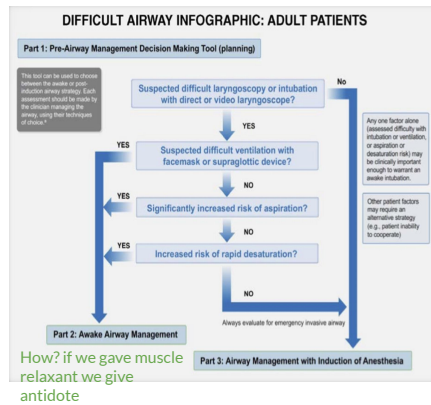 DIFFICULT AIRWAY INFOGRAPHIC: ADULT PATIENTS
Part 1: Pre-Airway Management Decision Making Tool (planning)
This tool can be used to choose
between the awake or post-
induction airway strategy. Each
assessment should be made by
the clinician managing the
airway, using their techniques
of choice.
Suspected difficult laryngoscopy or intubation
with direct or video laryngoscope?
No
YES
Any one factor alone
(assessed difficulty with
intubation or ventilation,
or aspiration or
desaturation risk) may
be clinically important
enough to warrant an
awake intubation.
YES
Suspected difficult ventilation with
facemask or supraglottic device?
NO
YES
Significantly increased risk of aspiration?
Other patient factors
may require an
alternative strategy
(e.g., patient inability
to cooperate)
NO
YES
Increased risk of rapid desaturation?
NO
Always evaluate for emergency invasive airway
Part 2: Awake Airway Management
Part 3: Airway Management with Induction of Anesthesia
How? if we gave muscle
relaxant we give
antidote